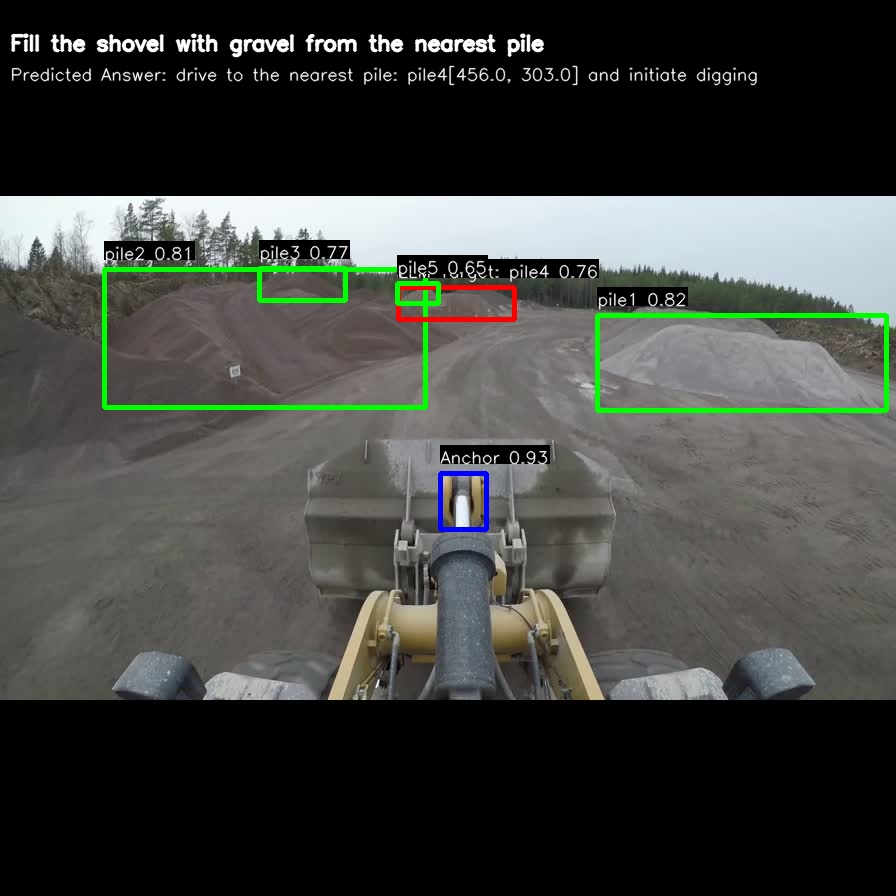 Fill the shovel with gravel from the nearest pile
Predicted Answer: drive to the nearest pile: pile4[456.0, 303.0] and initiate digging
pile2 0.81
pile3 0.77
pile5 0.65
Target: pile4 0.76
pile1 0.82
Anchor 0.93